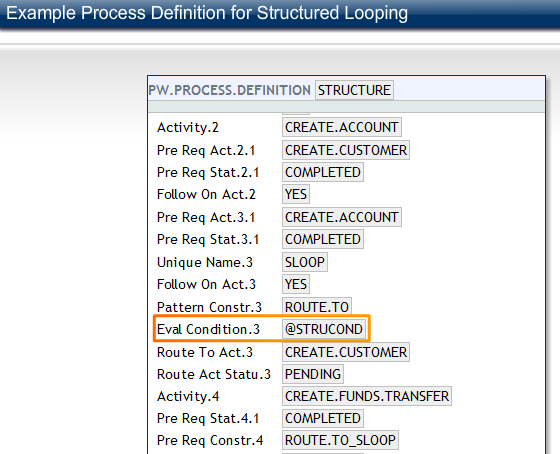 Example Process Definition for Structured Looping
PW.PROCESS.DEFINITION STRUCTURE
Activity.2 CREATE.ACCOUNT
Pre Req Act.2.1 CREATE.CUSTOMER
Pre Req Stat.2.1 COMPLETED
Follow On Act.2 YES
Pre Req Act.3.1 CREATE.ACCOUNT
Pre Req Stat.3.1 COMPLETED
Unique Name.3 SLOOP
Follow On Act.3 YES
Pattern Constr.3 ROUTE.TO
Eval Condition.3 @STRUCOND
Route To Act.3 CREATE.CUSTOMER
Route Act Statu.3 PENDING
Activity.4 CREATE.FUNDS.TRANSFER
Pre Req Stat.4.1 COMPLETED
Pre Req Constr.4 ROUTE.TO_SLOOP